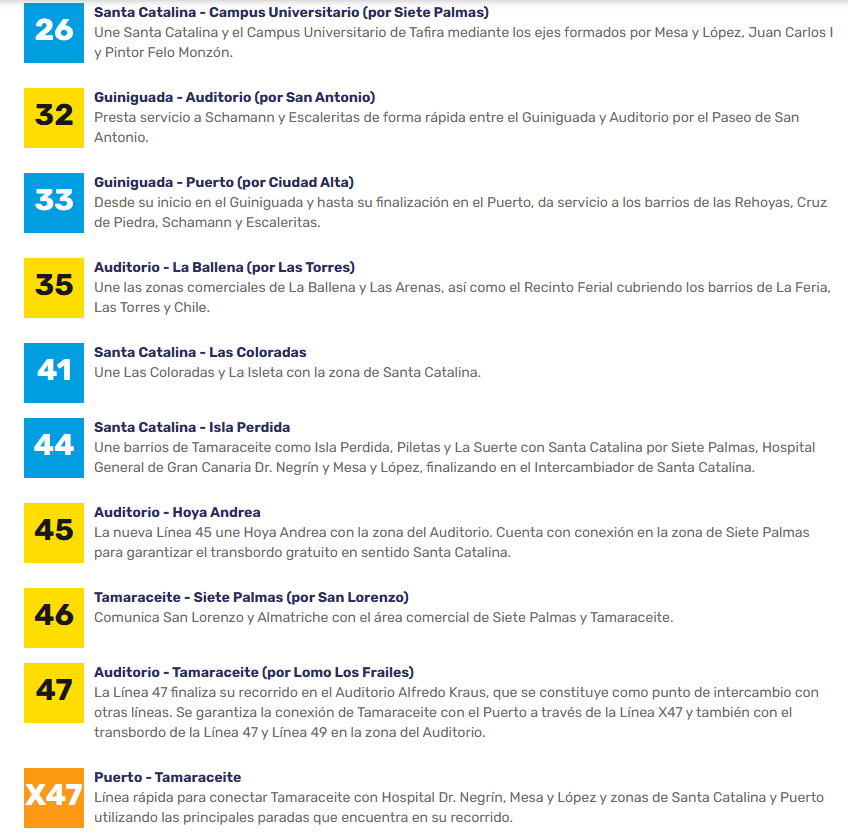 26
Santa Catalina - Campus Universitario (por Siete Palmas)
Une Santa Catalina y el Campus Universitario de Tafira mediante los ejes formados por Mesa y López, Juan Carlos I
y Pintor Felo Monzón.
32
Guiniguada - Auditorio (por San Antonio)
Presta servicio a Schamann y Escaleritas de forma rápida entre el Guiniguada y Auditorio por el Paseo de San
Antonio.
33
Guiniguada - Puerto (por Ciudad Alta)
Desde su inicio en el Guiniguada y hasta su finalización en el Puerto, da servicio a los barrios de las Rehoyas, Cruz
de Piedra, Schamann y Escaleritas.
35
Auditorio - La Ballena (por Las Torres)
Une las zonas comerciales de La Ballena y Las Arenas, así como el Recinto Ferial cubriendo los barrios de La Feria,
Las Torres y Chile.
41
Santa Catalina - Las Coloradas
Une Las Coloradas y La Isleta con la zona de Santa Catalina.
44
Santa Catalina - Isla Perdida
Une barrios de Tamaraceite como Isla Perdida, Piletas y La Suerte con Santa Catalina por Siete Palmas, Hospital
General de Gran Canaria Dr. Negrín y Mesa y López, finalizando en el Intercambiador de Santa Catalina.
45
Auditorio - Hoya Andrea
La nueva Línea 45 une Hoya Andrea con la zona del Auditorio. Cuenta con conexión en la zona de Siete Palmas
para garantizar el transbordo gratuito en sentido Santa Catalina.
46
Tamaraceite - Siete Palmas (por San Lorenzo)
Comunica San Lorenzo y Almatriche con el área comercial de Siete Palmas y Tamaraceite.
47
Auditorio - Tamaraceite (por Lomo Los Frailes)
La Línea 47 finaliza su recorrido en el Auditorio Alfredo Kraus, que se constituye como punto de intercambio con
otras líneas. Se garantiza la conexión de Tamaraceite con el Puerto a través de la Línea X47 y también con el
transbordo de la Línea 47 y Línea 49 en la zona del Auditorio.
X47
Puerto - Tamaraceite
Línea rápida para conectar Tamaraceite con Hospital Dr. Negrín, Mesa y López y zonas de Santa Catalina y Puerto
utilizando las principales paradas que encuentra en su recorrido.